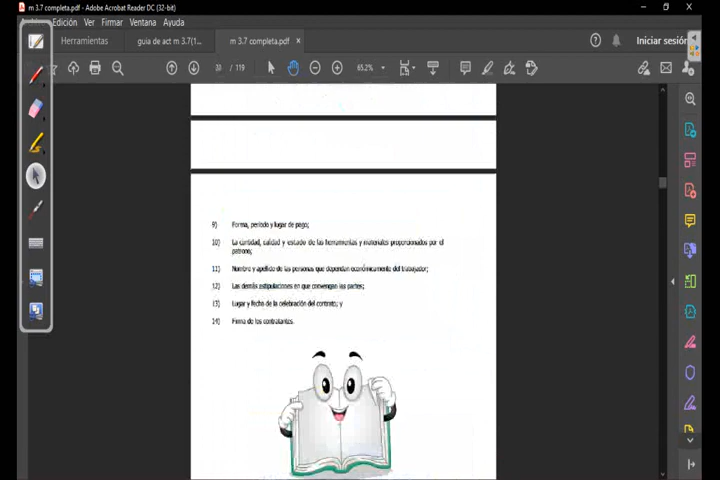 m 3.7 completa.pdf - Adobe Acrobat Reader DC (32-bit)
Edición Ver Firmar Ventana Ayuda
Herramientas guia de act m 3.7(1... m 3.7 completa.pdf × Iniciar sesión
/ 119 65.2%
9) Forma, período y lugar de pago;
10) La cantidad, calidad y estado de las herramientas y materiales proporcionados por el
patrono;
11) Nombre y apellido de las personas que dependan económicamente del trabajador;
12) Las demás estipulaciones en que convengan las partes;
13) Lugar y fecha de la celebración del contrato; y
14) Firma de los contratantes.